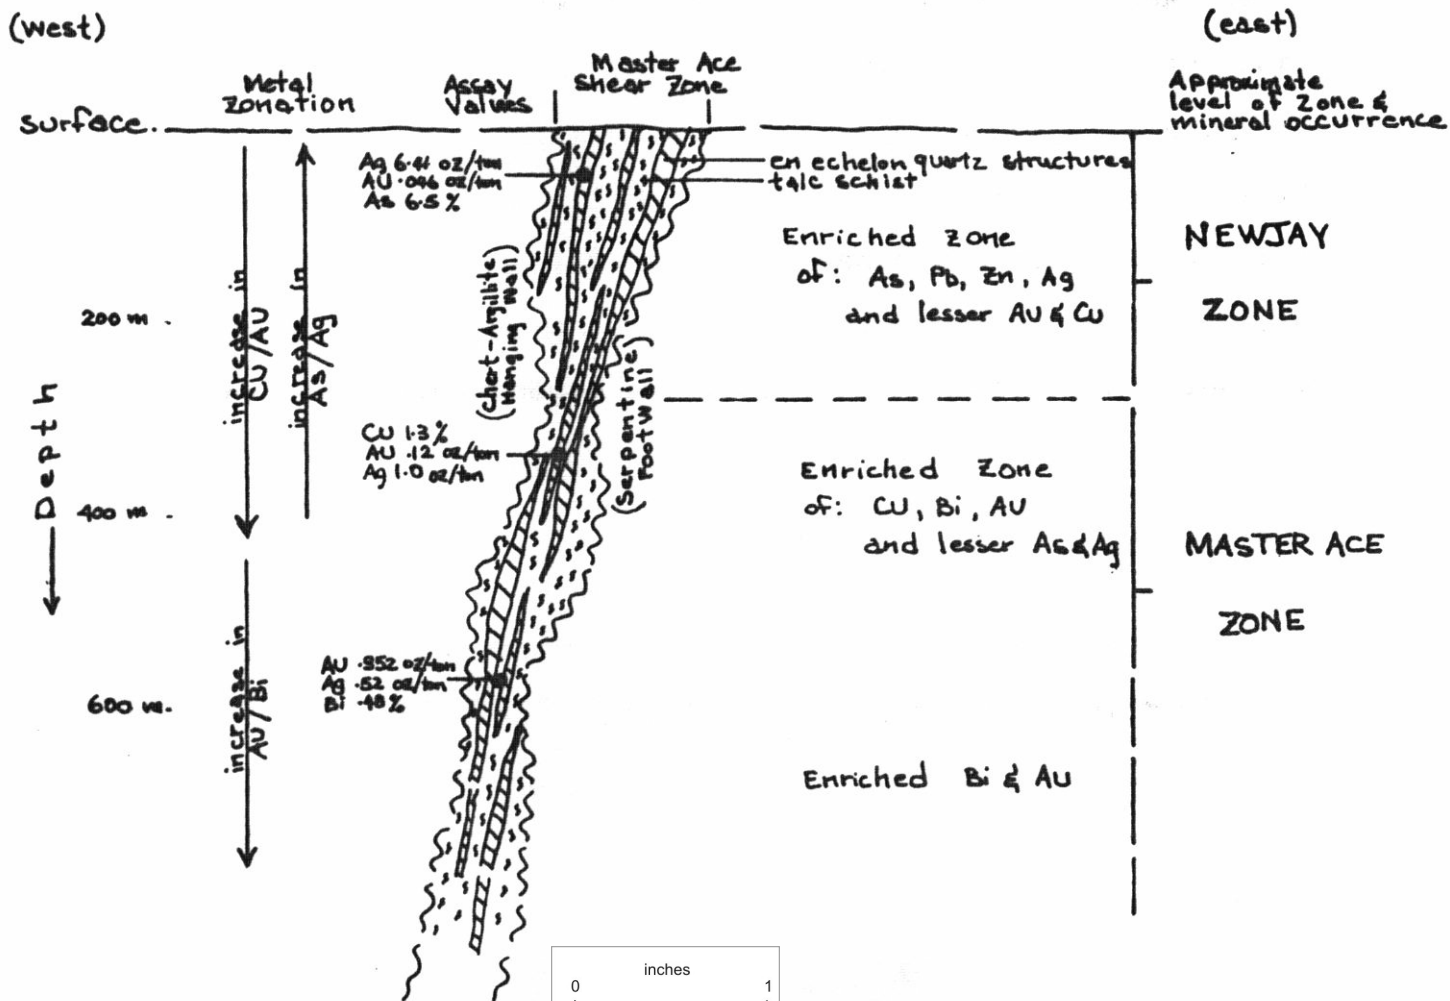 (west)
(east)
Metal
zonation
Assay
Values
Master Ace
Shear Zone
Approximate
level of Zone &
mineral occurrence
surface.
Ag 6.41 oz/ton
AU .046 oz/ton
As 6.5 %
en echelon quartz structures
talc schist
Enriched Zone
of: As, Pb, Zn, Ag
and lesser AU & Cu
NEWJAY
ZONE
200 m.
increase in
CU/AU
increase in
As/Ag
(Chert-Argillite)
(Hanging Wall)
(Serpentine)
(Footwall)
Depth
CU 1.3 %
AU .12 oz/ton
Ag 1.0 oz/ton
400 m.
Enriched Zone
of: CU, Bi, AU
and lesser As & Ag
MASTER ACE
ZONE
AU .352 oz/ton
Ag .52 oz/ton
Bi .48 %
600 m.
increase in
AU/Bi
Enriched Bi & AU
inches
0 1